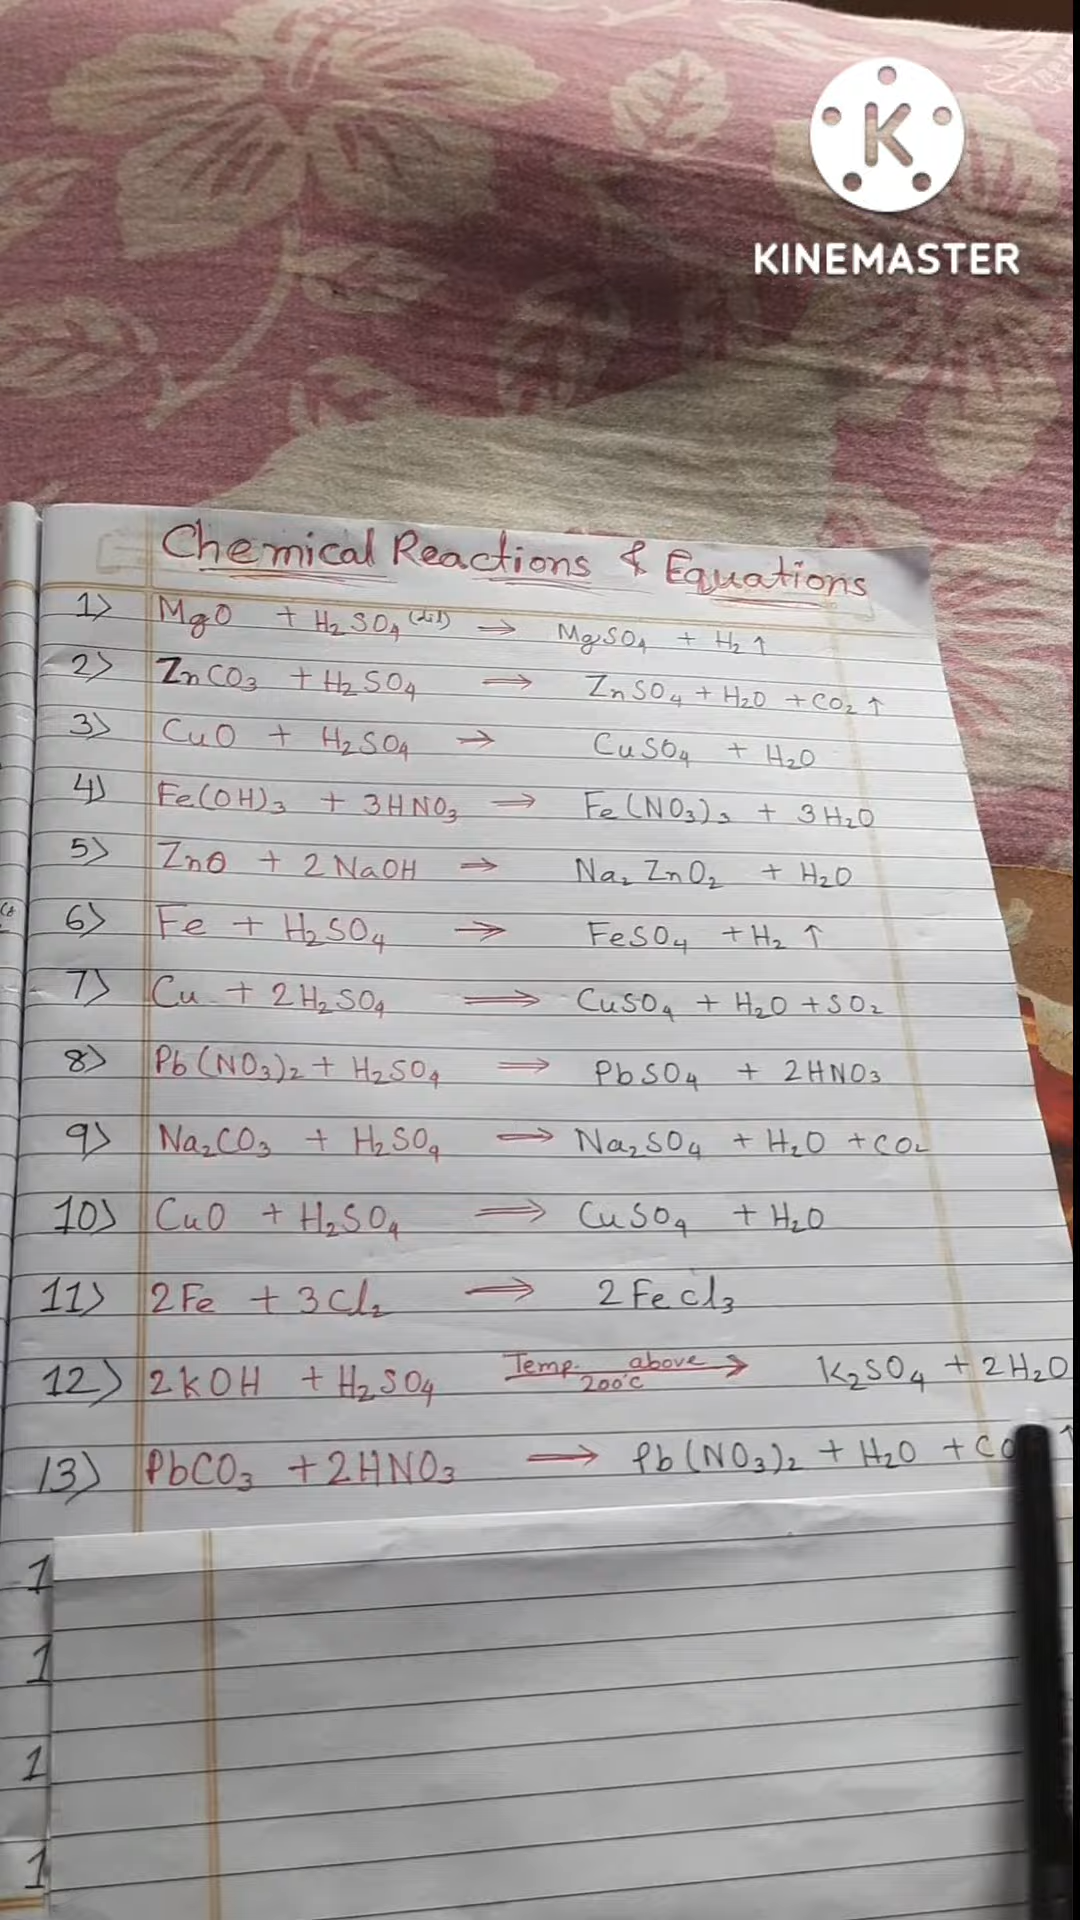 K
KINEMASTER
Chemical Reactions & Equations
1) MgO + H₂SO₄ (dil) → MgSO₄ + H₂ ↑
2) ZnCO₃ + H₂SO₄ → ZnSO₄ + H₂O + CO₂ ↑
3) CuO + H₂SO₄ → CuSO₄ + H₂O
4) Fe(OH)₃ + 3HNO₃ → Fe(NO₃)₃ + 3H₂O
5) ZnO + 2NaOH → Na₂ZnO₂ + H₂O
6) Fe + H₂SO₄ → FeSO₄ + H₂ ↑
7) Cu + 2H₂SO₄ → CuSO₄ + H₂O + SO₂
8) Pb(NO₃)₂ + H₂SO₄ → PbSO₄ + 2HNO₃
9) Na₂CO₃ + H₂SO₄ → Na₂SO₄ + H₂O + CO₂
10) CuO + H₂SO₄ → CuSO₄ + H₂O
11) 2Fe + 3Cl₂ → 2FeCl₃
12) 2KOH + H₂SO₄ Temp. above 200°C → K₂SO₄ + 2H₂O
13) PbCO₃ + 2HNO₃ → Pb(NO₃)₂ + H₂O + CO ↑
1
1
1
1